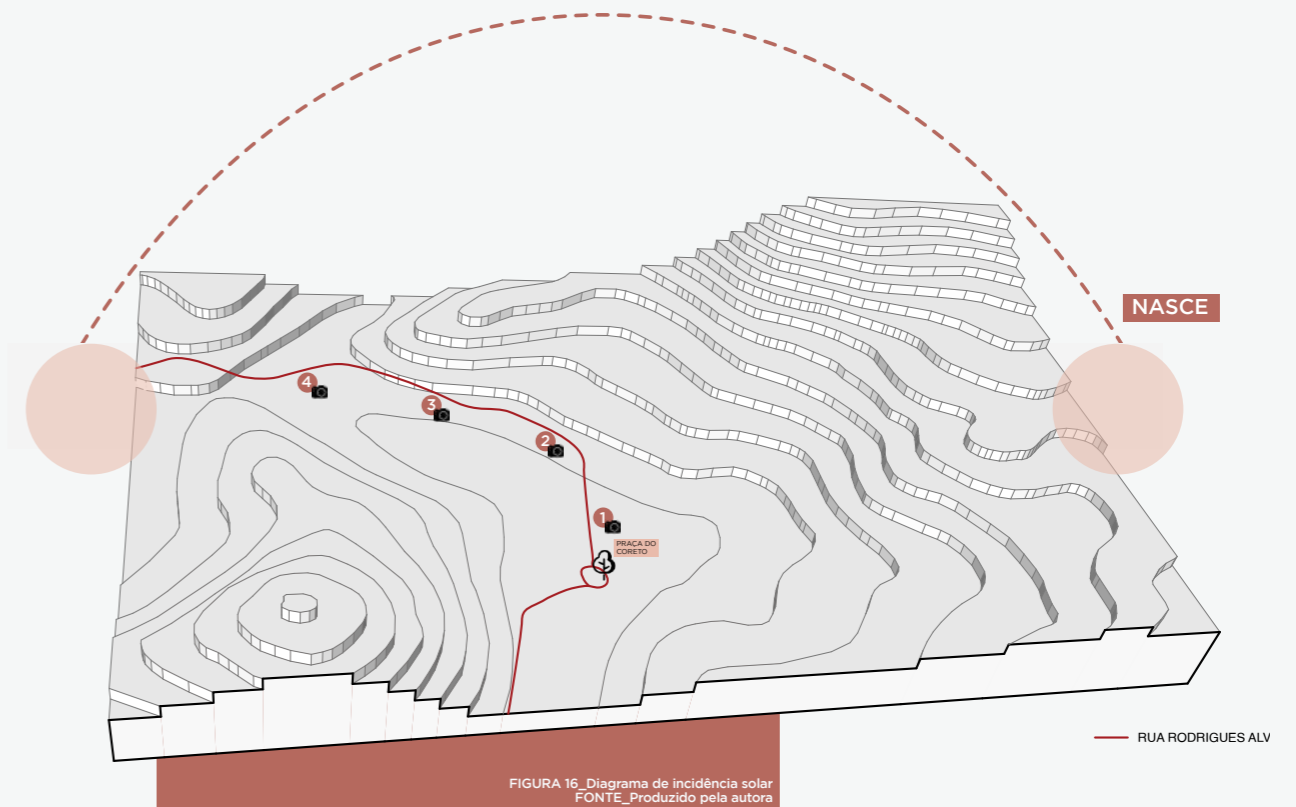 NASCE
4
3
2
1
PRAÇA DO
CORETO
RUA RODRIGUES ALV
FIGURA 16_Diagrama de incidência solar
FONTE_Produzido pela autora